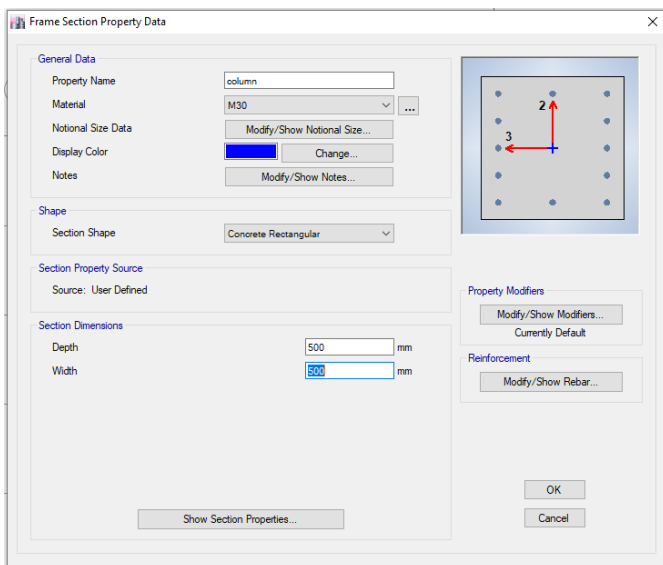 Frame Section Property Data
General Data
Property Name column
Material M30 ...
Notional Size Data Modify/Show Notional Size...
Display Color Change...
Notes Modify/Show Notes...
2
3
Shape
Section Shape Concrete Rectangular
Section Property Source
Source: User Defined
Property Modifiers
Modify/Show Modifiers...
Currently Default
Section Dimensions
Depth 500 mm
Width 500 mm
Reinforcement
Modify/Show Rebar...
OK
Show Section Properties...
Cancel